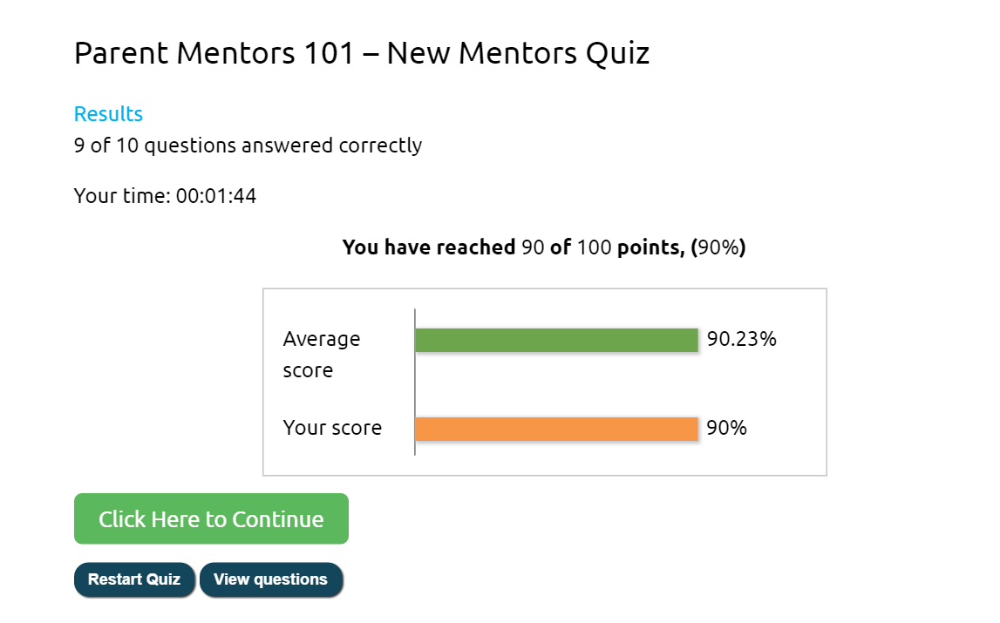 Parent Mentors 101 – New Mentors Quiz
Results
9 of 10 questions answered correctly
Your time: 00:01:44
You have reached 90 of 100 points, (90%)
Average
score
90.23%
Your score
90%
Click Here to Continue
Restart Quiz
View questions